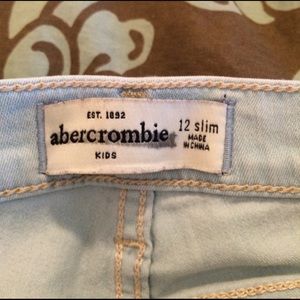 EST. 1892
abercrombie
KIDS
12 slim
MADE
IN CHINA